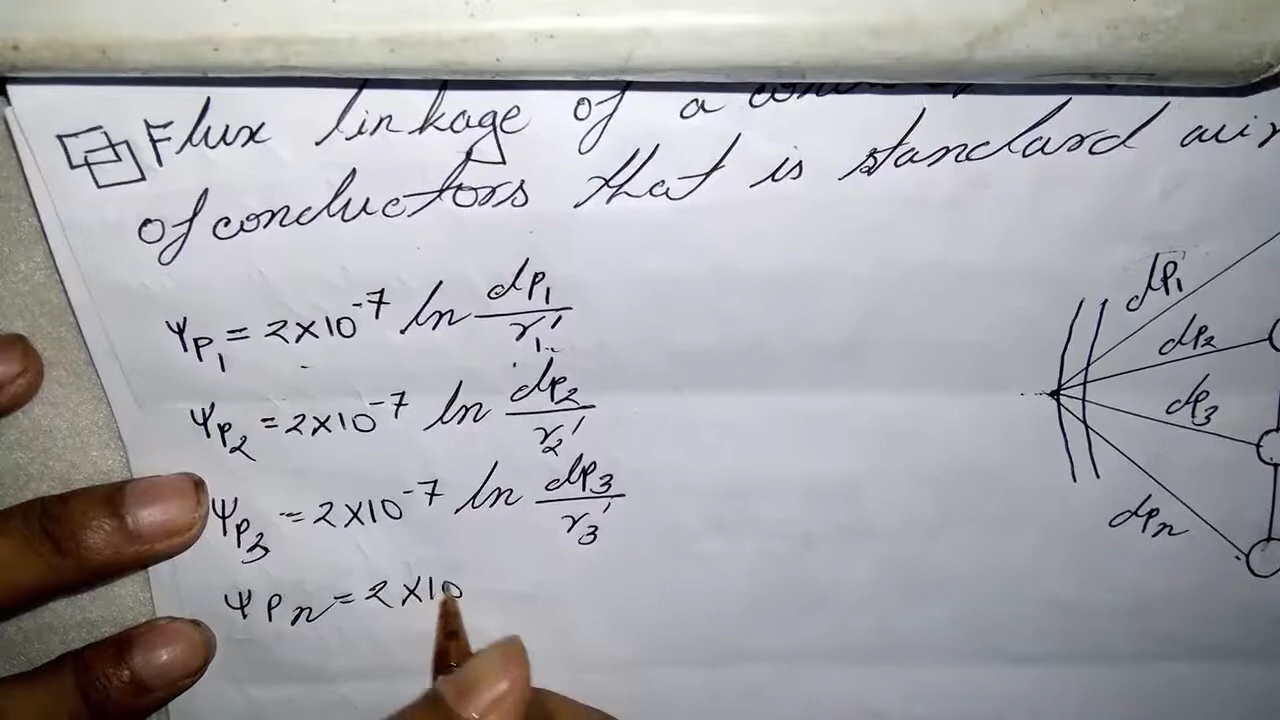 Flux linkage of a
of conductors that is standard
ψP₁ = 2×10⁻⁷ ln dP₁/r₁'
ψP₂ = 2×10⁻⁷ ln dP₂/r₂'
ψP₃ = 2×10⁻⁷ ln dP₃/r₃'
ψPn = 2×10
dP₁
dP₂
dP₃
dPn